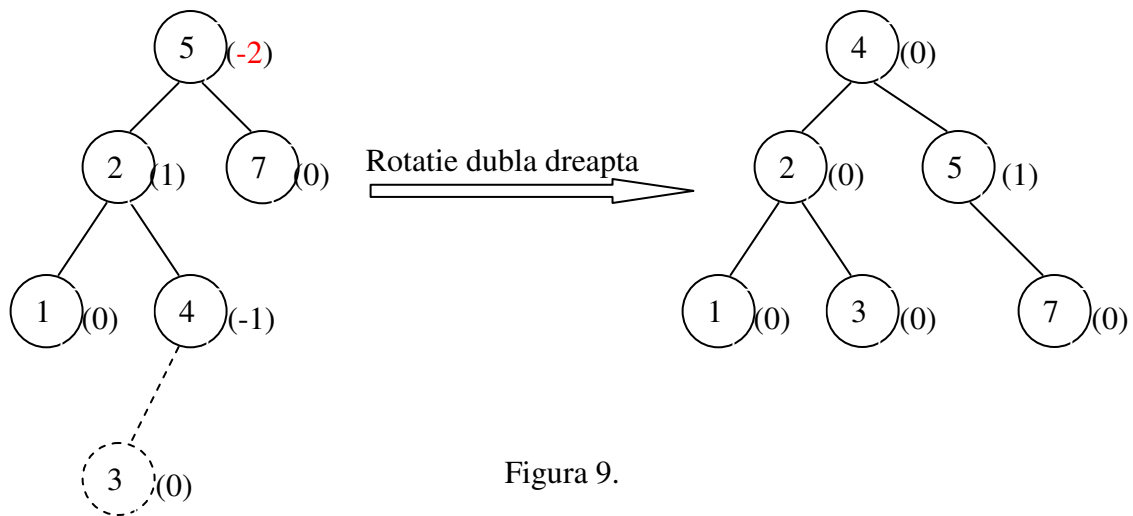 5 (-2) 4 (0)
2 (1) 7 (0) Rotatie dubla dreapta 2 (0) 5 (1)
1 (0) 4 (-1) 1 (0) 3 (0) 7 (0)
3 (0) Figura 9.